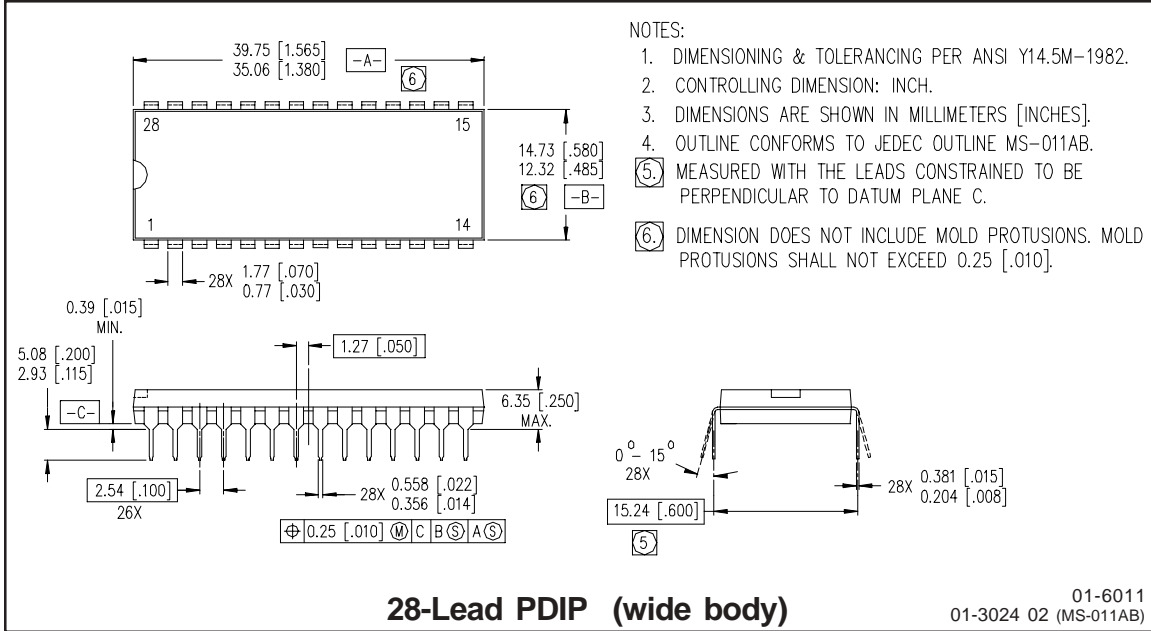 39.75 [1.565]
35.06 [1.380]
-A-
6
28
15
1
14
14.73 [.580]
12.32 [.485]
6
-B-
28X 1.77 [.070]
0.77 [.030]
NOTES:
1. DIMENSIONING & TOLERANCING PER ANSI Y14.5M-1982.
2. CONTROLLING DIMENSION: INCH.
3. DIMENSIONS ARE SHOWN IN MILLIMETERS [INCHES].
4. OUTLINE CONFORMS TO JEDEC OUTLINE MS-011AB.
5. MEASURED WITH THE LEADS CONSTRAINED TO BE
PERPENDICULAR TO DATUM PLANE C.
6. DIMENSION DOES NOT INCLUDE MOLD PROTUSIONS. MOLD
PROTUSIONS SHALL NOT EXCEED 0.25 [.010].
0.39 [.015]
MIN.
5.08 [.200]
2.93 [.115]
-C-
1.27 [.050]
6.35 [.250]
MAX.
2.54 [.100]
26X
28X 0.558 [.022]
0.356 [.014]
⌖ 0.25 [.010] Ⓜ C B Ⓢ A Ⓢ
0° - 15°
28X
28X 0.381 [.015]
0.204 [.008]
15.24 [.600]
5
28-Lead PDIP (wide body)
01-6011
01-3024 02 (MS-011AB)